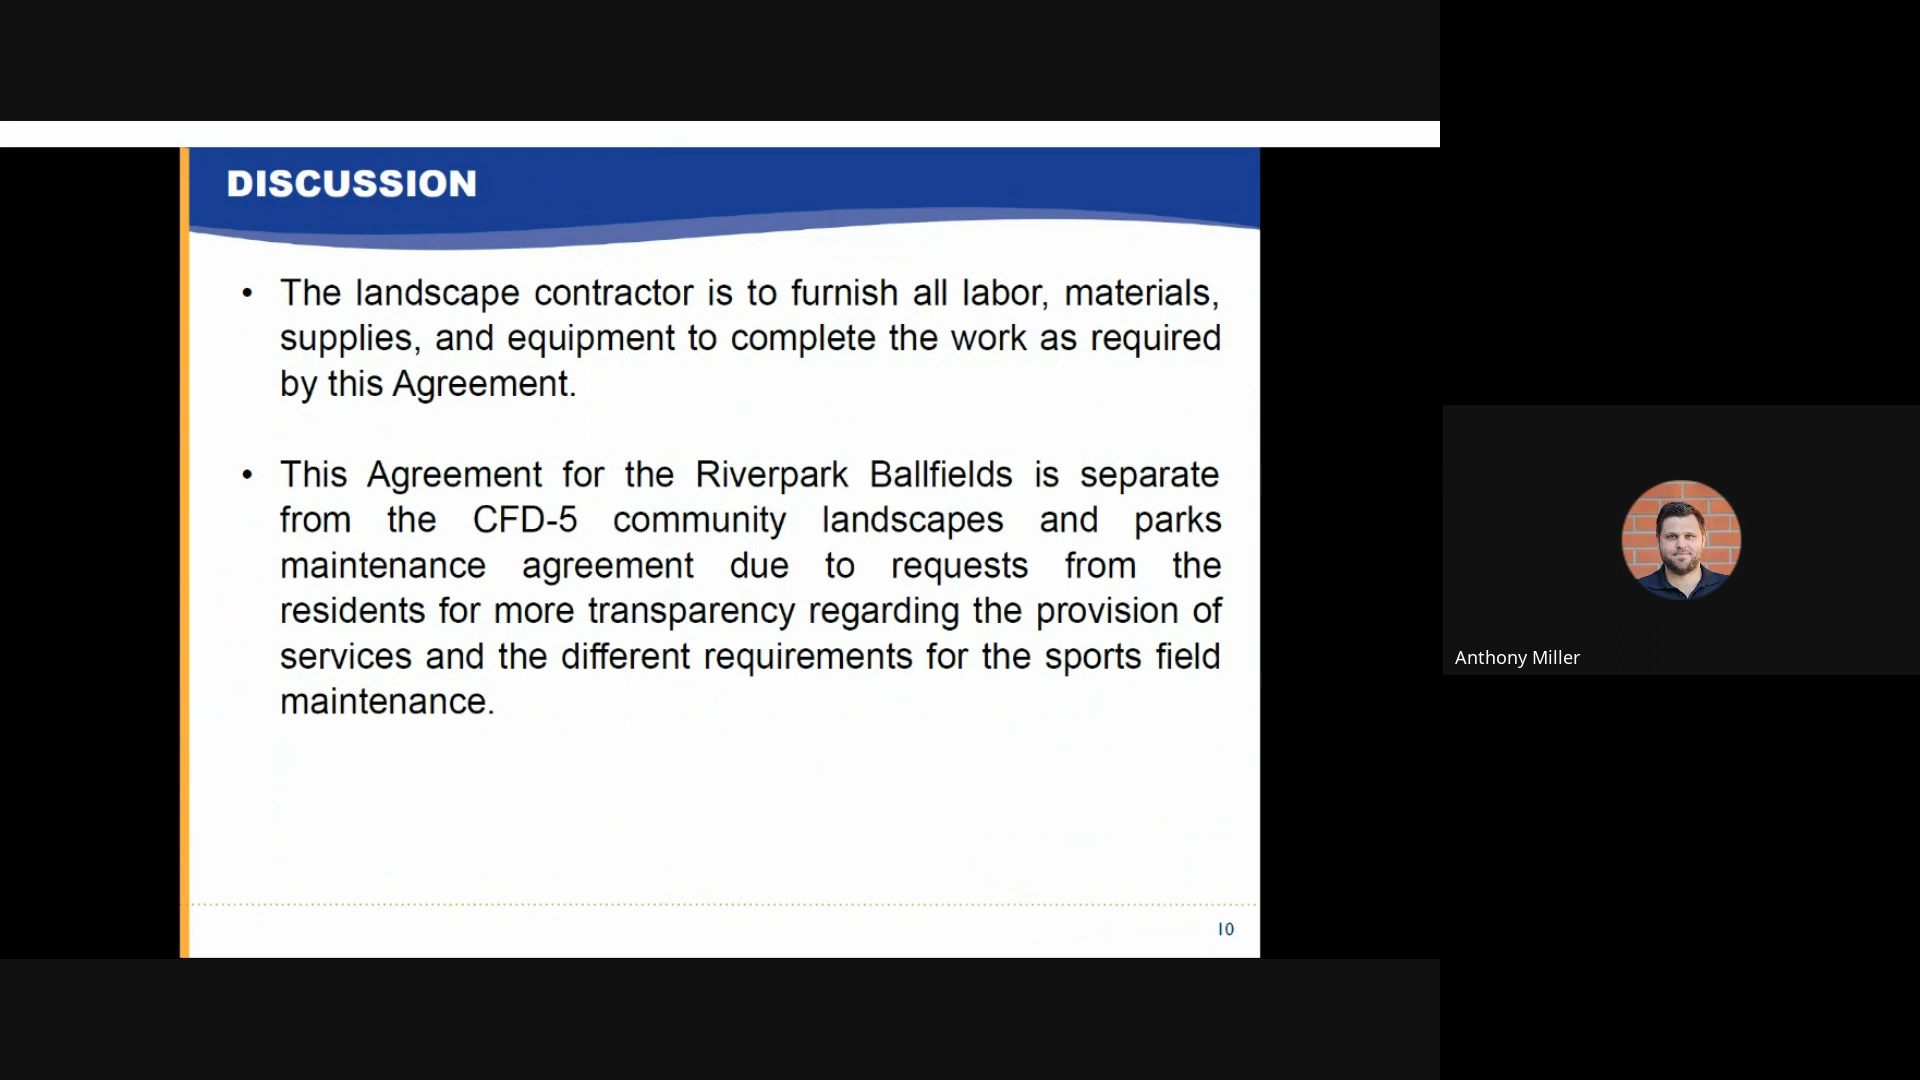 DISCUSSION
• The landscape contractor is to furnish all labor, materials,
supplies, and equipment to complete the work as required
by this Agreement.
• This Agreement for the Riverpark Ballfields is separate
from the CFD-5 community landscapes and parks
maintenance agreement due to requests from the
residents for more transparency regarding the provision of
services and the different requirements for the sports field
maintenance.
10
Anthony Miller